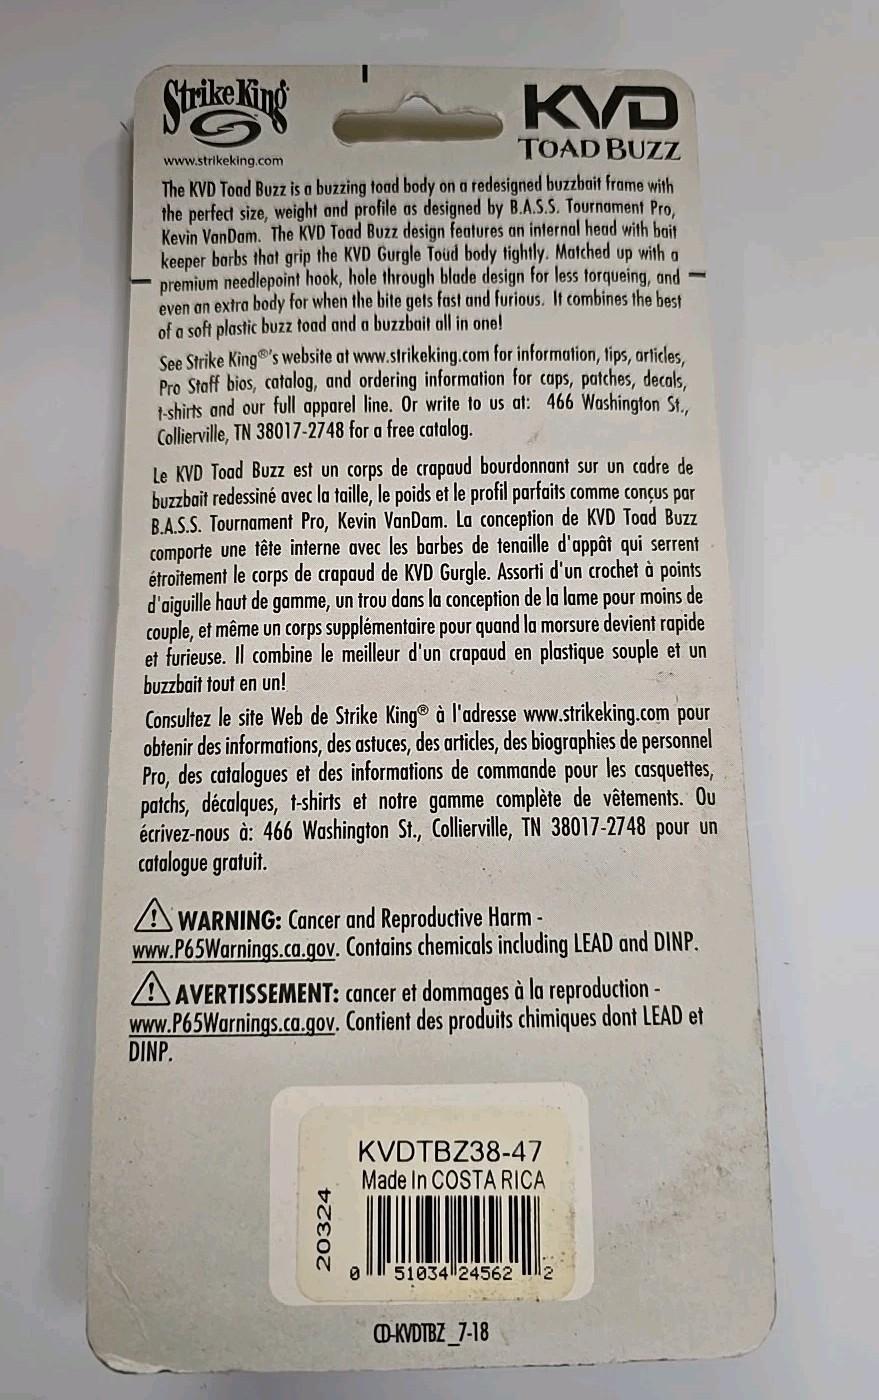 Strike King
www.strikeking.com
KVD
TOAD BUZZ
The KVD Toad Buzz is a buzzing toad body on a redesigned buzzbait frame with
the perfect size, weight and profile as designed by B.A.S.S. Tournament Pro,
Kevin VanDam. The KVD Toad Buzz design features an internal head with bait
keeper barbs that grip the KVD Gurgle Toad body tightly. Matched up with a
premium needlepoint hook, hole through blade design for less torqueing, and
even an extra body for when the bite gets fast and furious. It combines the best
of a soft plastic buzz toad and a buzzbait all in one!
See Strike King®'s website at www.strikeking.com for information, tips, articles,
Pro Staff bios, catalog, and ordering information for caps, patches, decals,
t-shirts and our full apparel line. Or write to us at: 466 Washington St.,
Collierville, TN 38017-2748 for a free catalog.
Le KVD Toad Buzz est un corps de crapaud bourdonnant sur un cadre de
buzzbait redessiné avec la taille, le poids et le profil parfaits comme conçus par
B.A.S.S. Tournament Pro, Kevin VanDam. La conception de KVD Toad Buzz
comporte une tête interne avec les barbes de tenaille d'appât qui serrent
étroitement le corps de crapaud de KVD Gurgle. Assorti d'un crochet à points
d'aiguille haut de gamme, un trou dans la conception de la lame pour moins de
couple, et même un corps supplémentaire pour quand la morsure devient rapide
et furieuse. Il combine le meilleur d'un crapaud en plastique souple et un
buzzbait tout en un!
Consultez le site Web de Strike King® à l'adresse www.strikeking.com pour
obtenir des informations, des astuces, des articles, des biographies de personnel
Pro, des catalogues et des informations de commande pour les casquettes,
patchs, décalques, t-shirts et notre gamme complète de vêtements. Ou
écrivez-nous à: 466 Washington St., Collierville, TN 38017-2748 pour un
catalogue gratuit.
WARNING: Cancer and Reproductive Harm -
www.P65Warnings.ca.gov. Contains chemicals including LEAD and DINP.
AVERTISSEMENT: cancer et dommages à la reproduction -
www.P65Warnings.ca.gov. Contient des produits chimiques dont LEAD et
DINP.
KVDTBZ38-47
Made In COSTA RICA
20324
0 51034 24562 2
CD-KVDTBZ_7-18